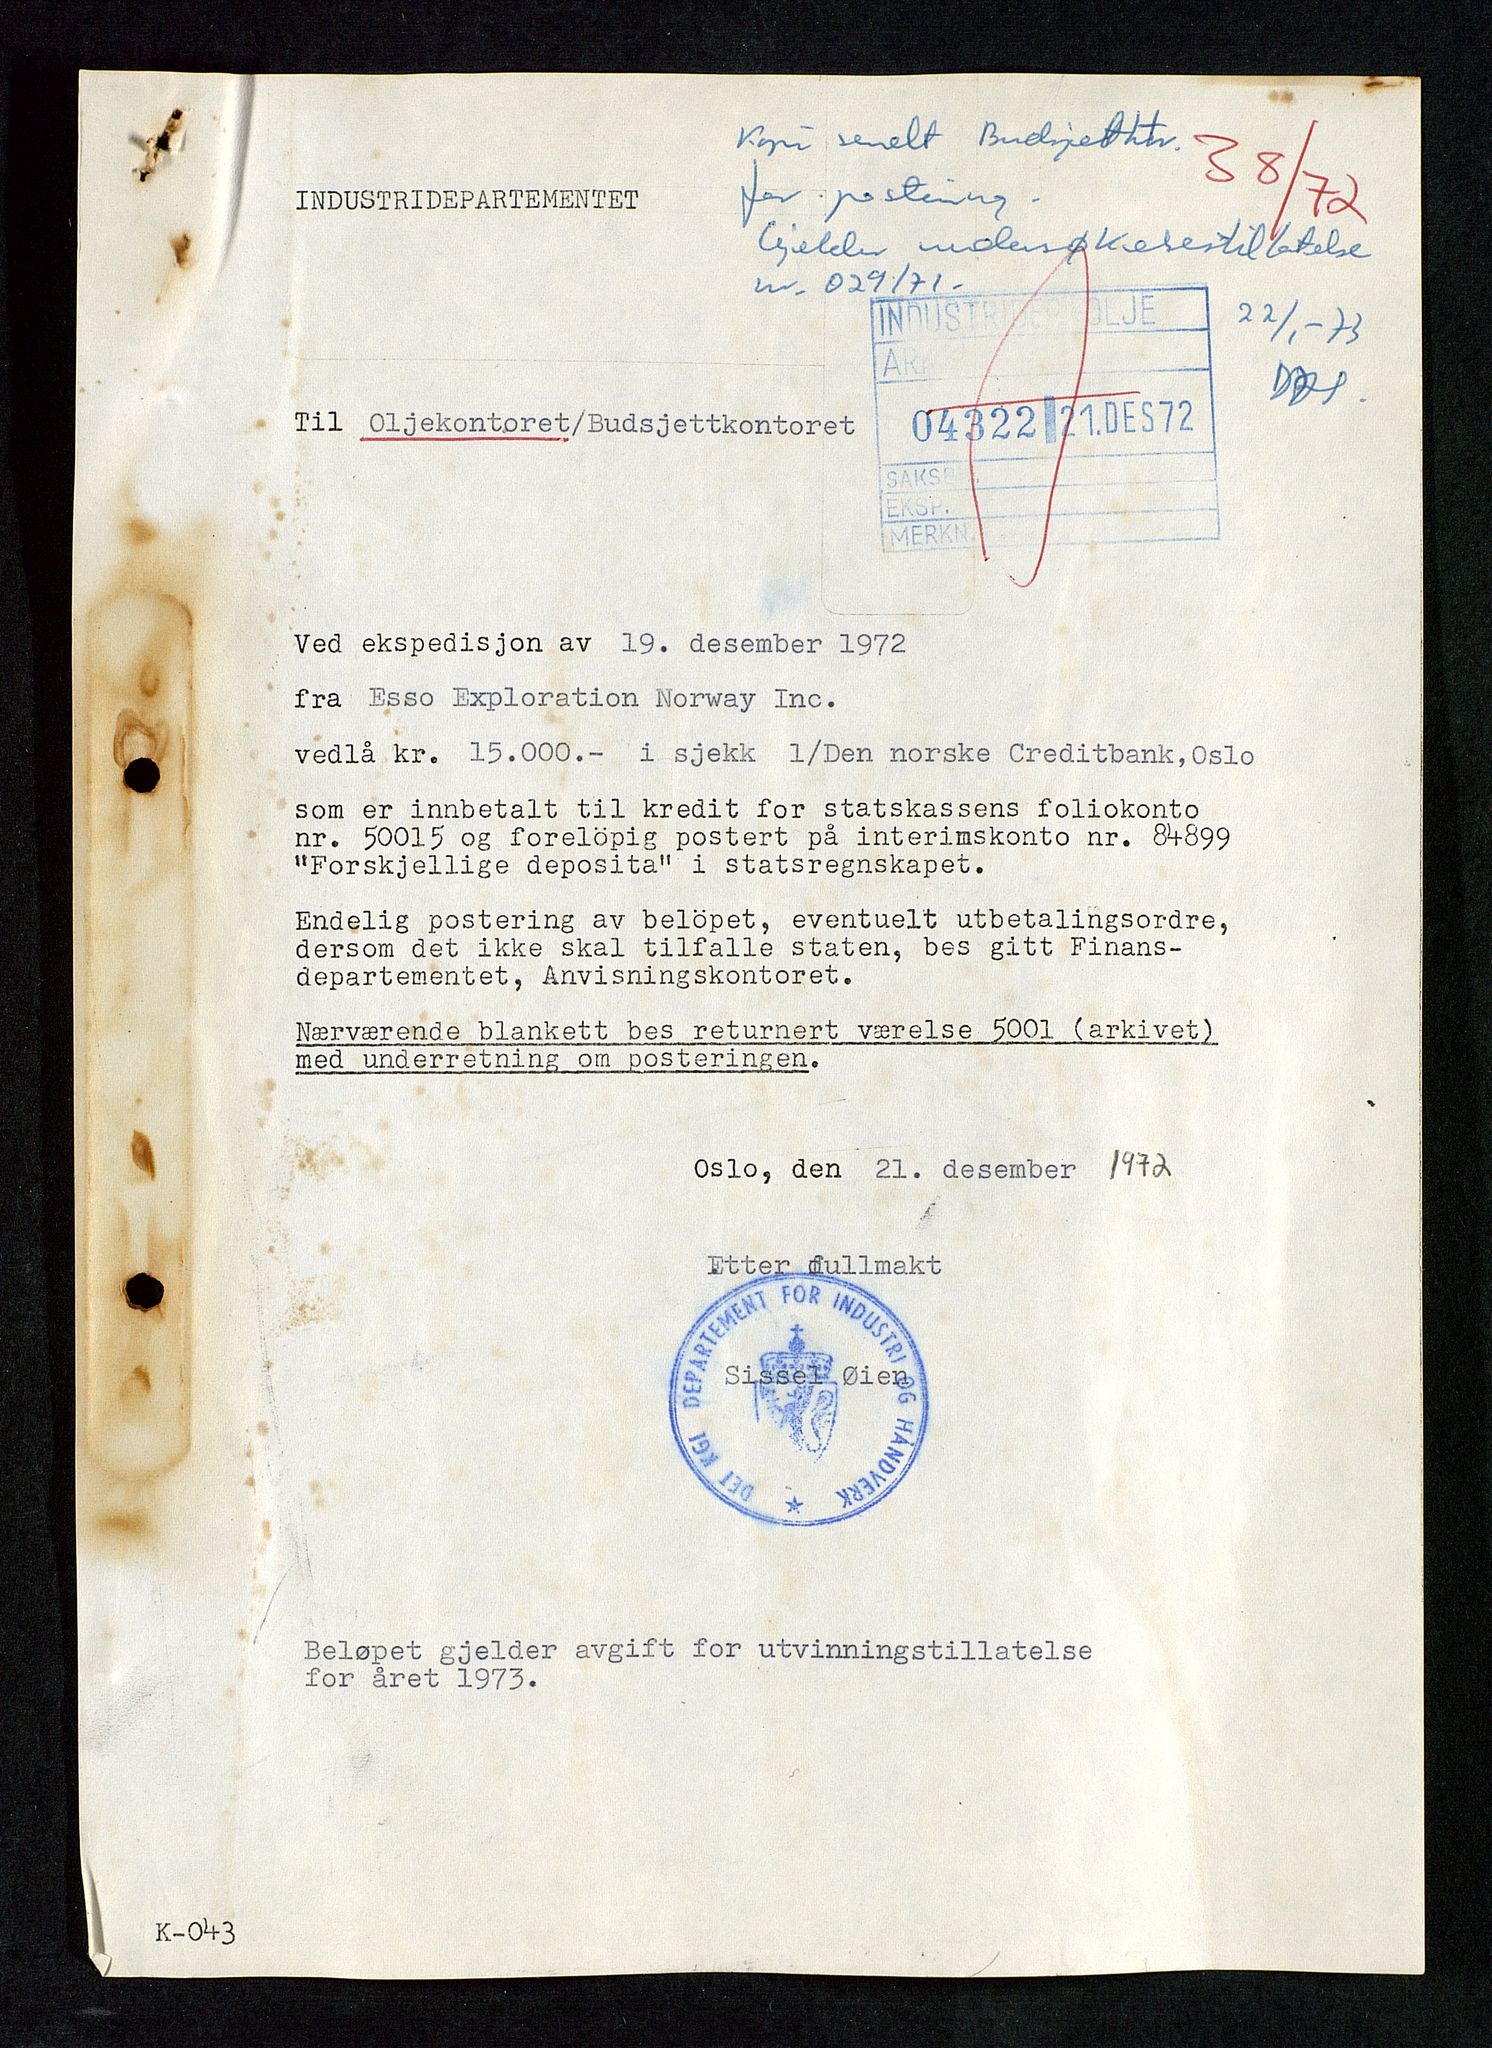 Kopi sendt Budsjettktr.
38/72
for postering.
Gjelder undersøkelsestillatelse
nr. 029/71.-
22/1-73
INDUSTRIDEPARTEMENTET
INDUSTRIDEP. OLJE
04322 21.DES72
SAKSB.
EKSP.
MERKN.
Til Oljekontoret/Budsjettkontoret
Ved ekspedisjon av 19. desember 1972
fra Esso Exploration Norway Inc.
vedlå kr. 15.000.- i sjekk 1/Den norske Creditbank,Oslo
som er innbetalt til kredit for statskassens foliokonto
nr. 50015 og forelöpig postert på interimskonto nr. 84899
"Forskjellige deposita" i statsregnskapet.
Endelig postering av belöpet, eventuelt utbetalingsordre,
dersom det ikke skal tilfalle staten, bes gitt Finans-
departementet, Anvisningskontoret.
Nærværende blankett bes returnert værelse 5001 (arkivet)
med underretning om posteringen.
Oslo, den 21. desember 1972
Etter fullmakt
DET KGL DEPARTEMENT FOR INDUSTRI OG HÅNDVERK
Sissel Øien
Beløpet gjelder avgift for utvinningstillatelse
for året 1973.
K-043